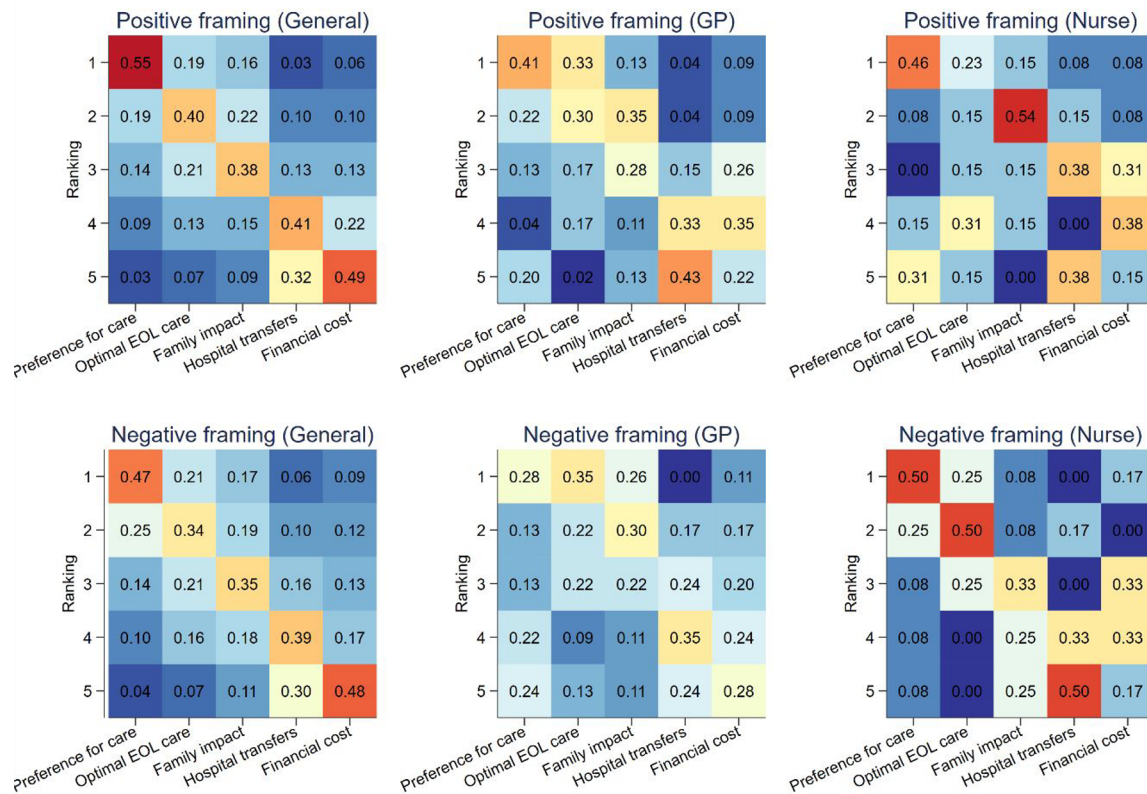 Positive framing (General)
1 0.55 0.19 0.16 0.03 0.06
2 0.19 0.40 0.22 0.10 0.10
Ranking
3 0.14 0.21 0.38 0.13 0.13
4 0.09 0.13 0.15 0.41 0.22
5 0.03 0.07 0.09 0.32 0.49
Preference for care
Optimal EOL care
Family impact
Hospital transfers
Financial cost
Positive framing (GP)
1 0.41 0.33 0.13 0.04 0.09
2 0.22 0.30 0.35 0.04 0.09
Ranking
3 0.13 0.17 0.28 0.15 0.26
4 0.04 0.17 0.11 0.33 0.35
5 0.20 0.02 0.13 0.43 0.22
Preference for care
Optimal EOL care
Family impact
Hospital transfers
Financial cost
Positive framing (Nurse)
1 0.46 0.23 0.15 0.08 0.08
2 0.08 0.15 0.54 0.15 0.08
Ranking
3 0.00 0.15 0.15 0.38 0.31
4 0.15 0.31 0.15 0.00 0.38
5 0.31 0.15 0.00 0.38 0.15
Preference for care
Optimal EOL care
Family impact
Hospital transfers
Financial cost
Negative framing (General)
1 0.47 0.21 0.17 0.06 0.09
2 0.25 0.34 0.19 0.10 0.12
Ranking
3 0.14 0.21 0.35 0.16 0.13
4 0.10 0.16 0.18 0.39 0.17
5 0.04 0.07 0.11 0.30 0.48
Preference for care
Optimal EOL care
Family impact
Hospital transfers
Financial cost
Negative framing (GP)
1 0.28 0.35 0.26 0.00 0.11
2 0.13 0.22 0.30 0.17 0.17
Ranking
3 0.13 0.22 0.22 0.24 0.20
4 0.22 0.09 0.11 0.35 0.24
5 0.24 0.13 0.11 0.24 0.28
Preference for care
Optimal EOL care
Family impact
Hospital transfers
Financial cost
Negative framing (Nurse)
1 0.50 0.25 0.08 0.00 0.17
2 0.25 0.50 0.08 0.17 0.00
Ranking
3 0.08 0.25 0.33 0.00 0.33
4 0.08 0.00 0.25 0.33 0.33
5 0.08 0.00 0.25 0.50 0.17
Preference for care
Optimal EOL care
Family impact
Hospital transfers
Financial cost